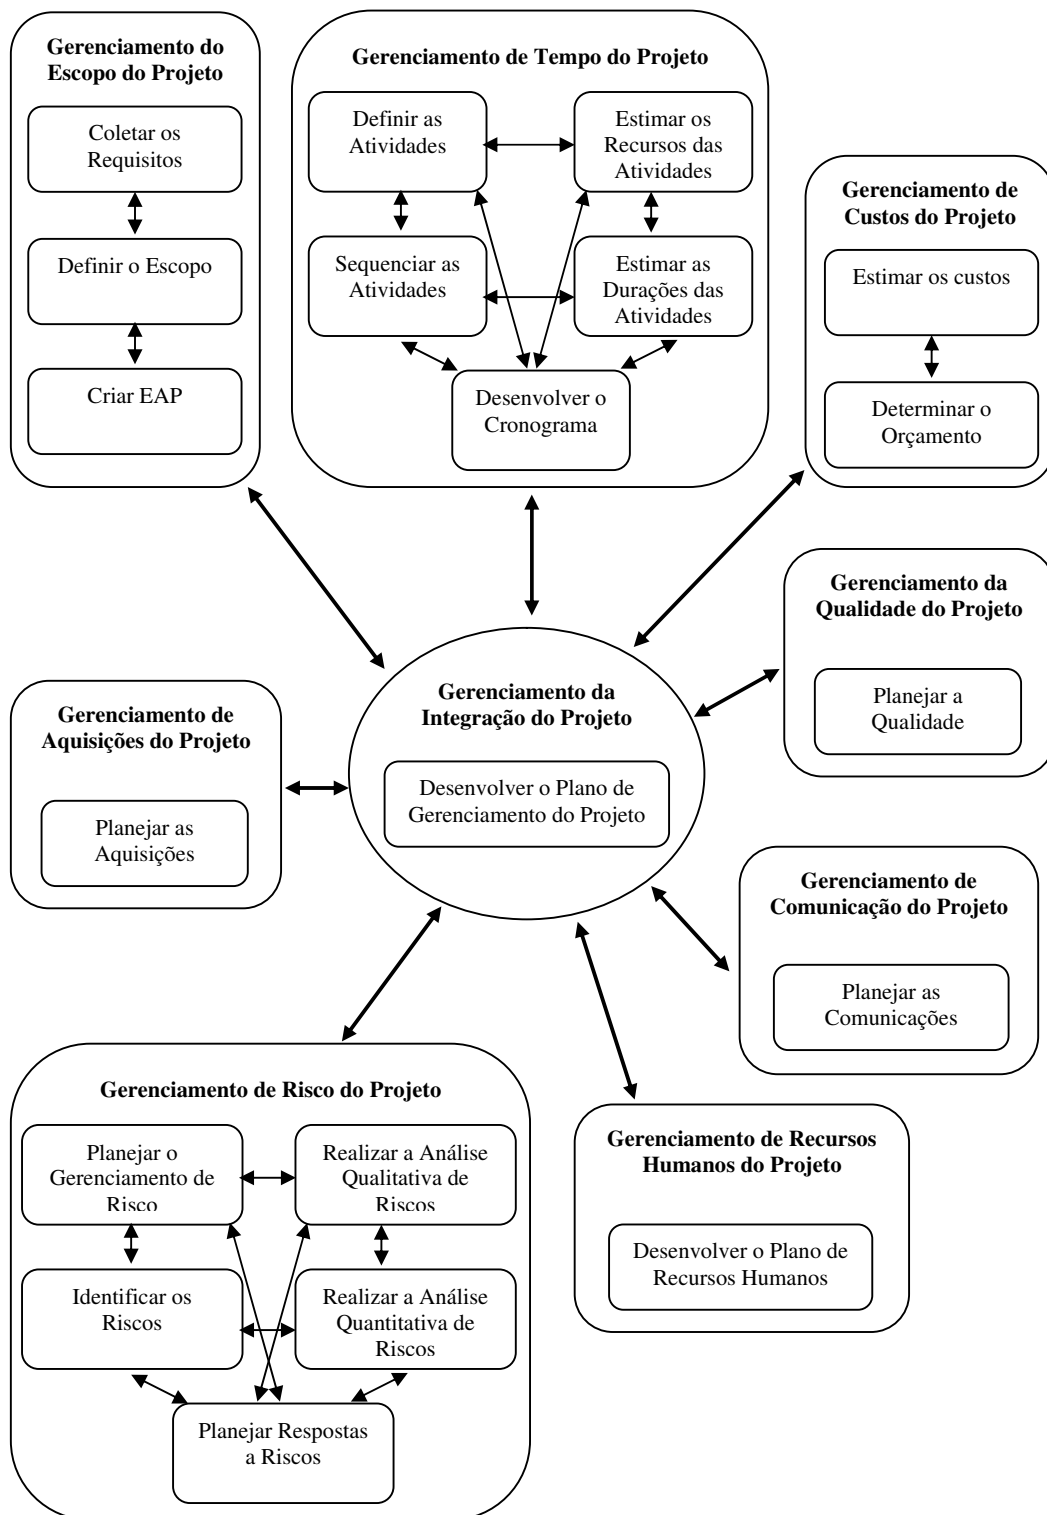 Gerenciamento do
Escopo do Projeto
Coletar os
Requisitos
Definir o Escopo
Criar EAP
Gerenciamento de Tempo do Projeto
Definir as
Atividades
Estimar os
Recursos das
Atividades
Sequenciar as
Atividades
Estimar as
Durações das
Atividades
Desenvolver o
Cronograma
Gerenciamento de
Custos do Projeto
Estimar os custos
Determinar o
Orçamento
Gerenciamento da
Qualidade do Projeto
Planejar a
Qualidade
Gerenciamento da
Integração do Projeto
Desenvolver o Plano de
Gerenciamento do Projeto
Gerenciamento de
Aquisições do Projeto
Planejar as
Aquisições
Gerenciamento de
Comunicação do Projeto
Planejar as
Comunicações
Gerenciamento de Risco do Projeto
Planejar o
Gerenciamento de
Risco
Realizar a Análise
Qualitativa de
Riscos
Identificar os
Riscos
Realizar a Análise
Quantitativa de
Riscos
Planejar Respostas
a Riscos
Gerenciamento de Recursos
Humanos do Projeto
Desenvolver o Plano de
Recursos Humanos